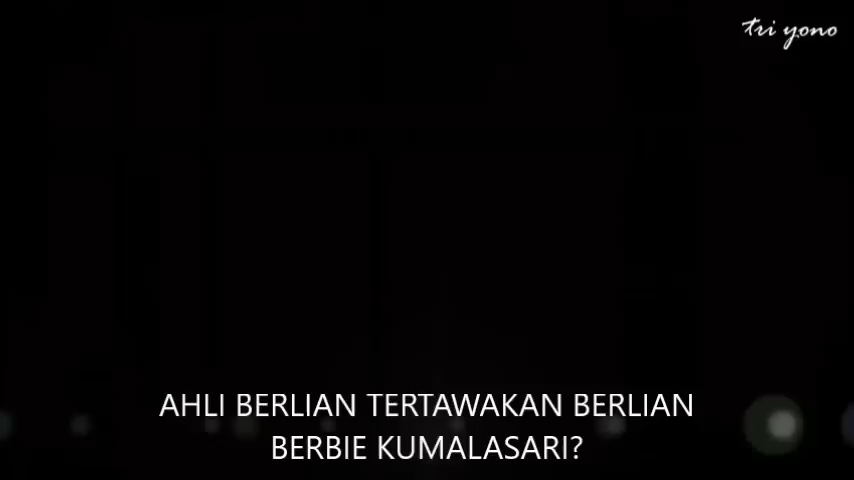 tri yono
AHLI BERLIAN TERTAWAKAN BERLIAN
BERBIE KUMALASARI?